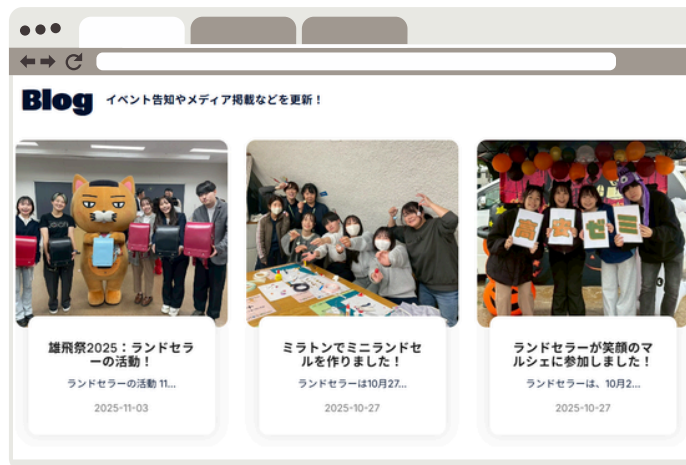 Blog
イベント告知やメディア掲載などを更新！
雄飛祭2025：ランドセラ
ーの活動！
ランドセラーの活動 11...
2025-11-03
ミラトンでミニランドセ
ルを作りました！
ランドセラーは10月27...
2025-10-27
高宮ゼミ
ランドセラーが笑顔のマ
ルシェに参加しました！
ランドセラーは、10月2...
2025-10-27